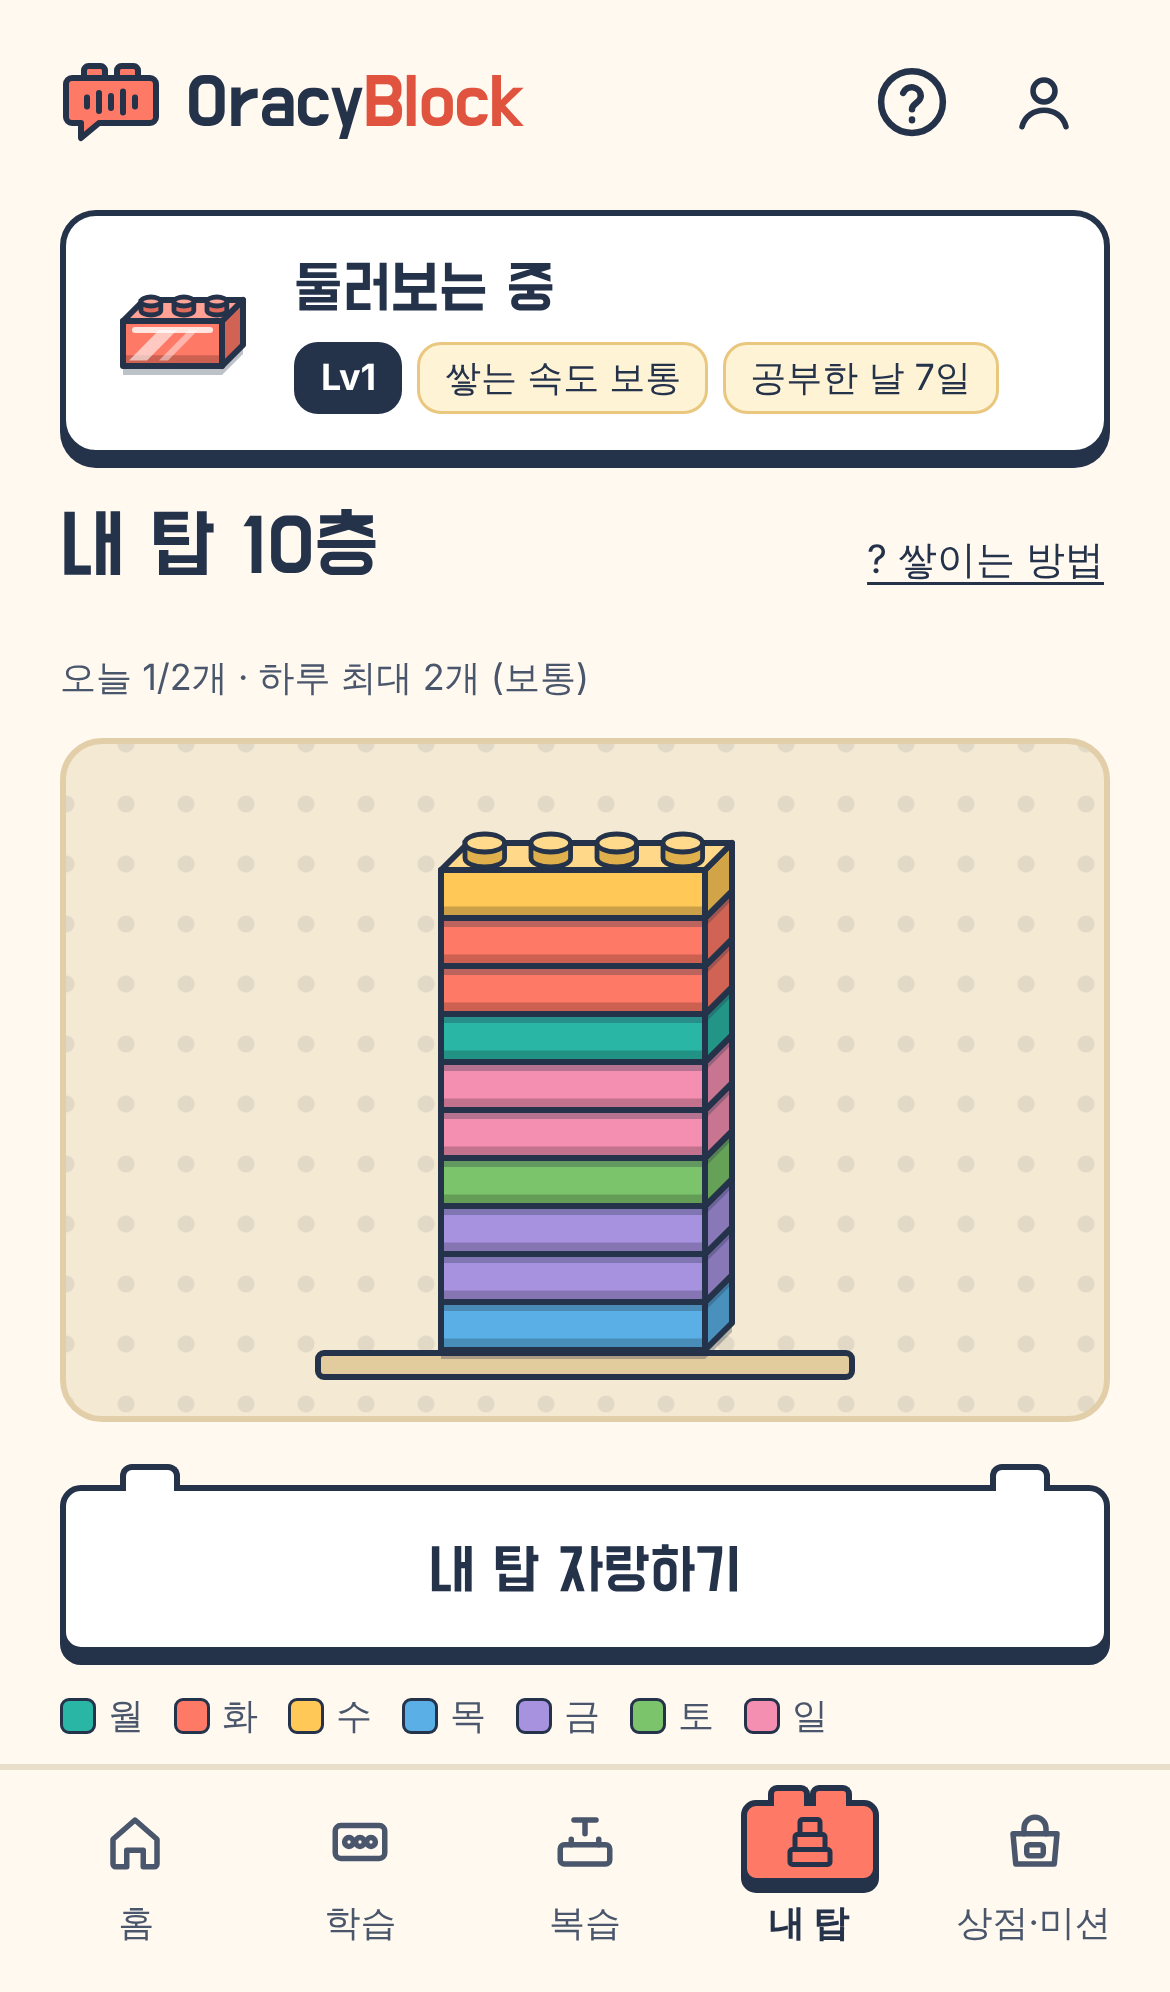 OracyBlock
둘러보는 중
Lv1 쌓는 속도 보통 공부한 날 7일
내 탑 10층
? 쌓이는 방법
오늘 1/2개 · 하루 최대 2개 (보통)
내 탑 자랑하기
월 화 수 목 금 토 일
홈 학습 복습 내 탑 상점·미션